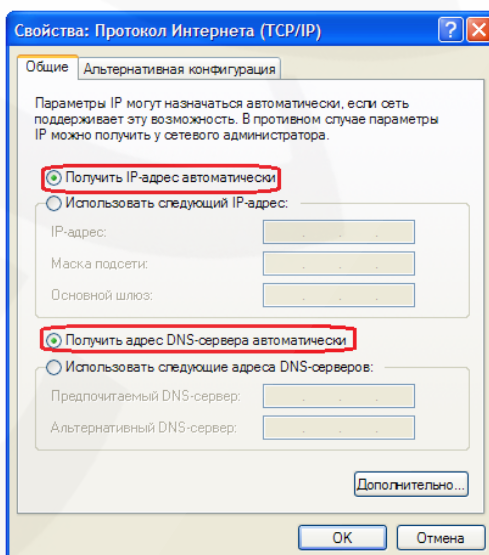 Свойства: Протокол Интернета (TCP/IP)
Общие
Альтернативная конфигурация
Параметры IP могут назначаться автоматически, если сеть
поддерживает эту возможность. В противном случае параметры
IP можно получить у сетевого администратора.
Получить IP-адрес автоматически
Использовать следующий IP-адрес:
IP-адрес:
Маска подсети:
Основной шлюз:
Получить адрес DNS-сервера автоматически
Использовать следующие адреса DNS-серверов:
Предпочитаемый DNS-сервер:
Альтернативный DNS-сервер:
Дополнительно...
OK
Отмена